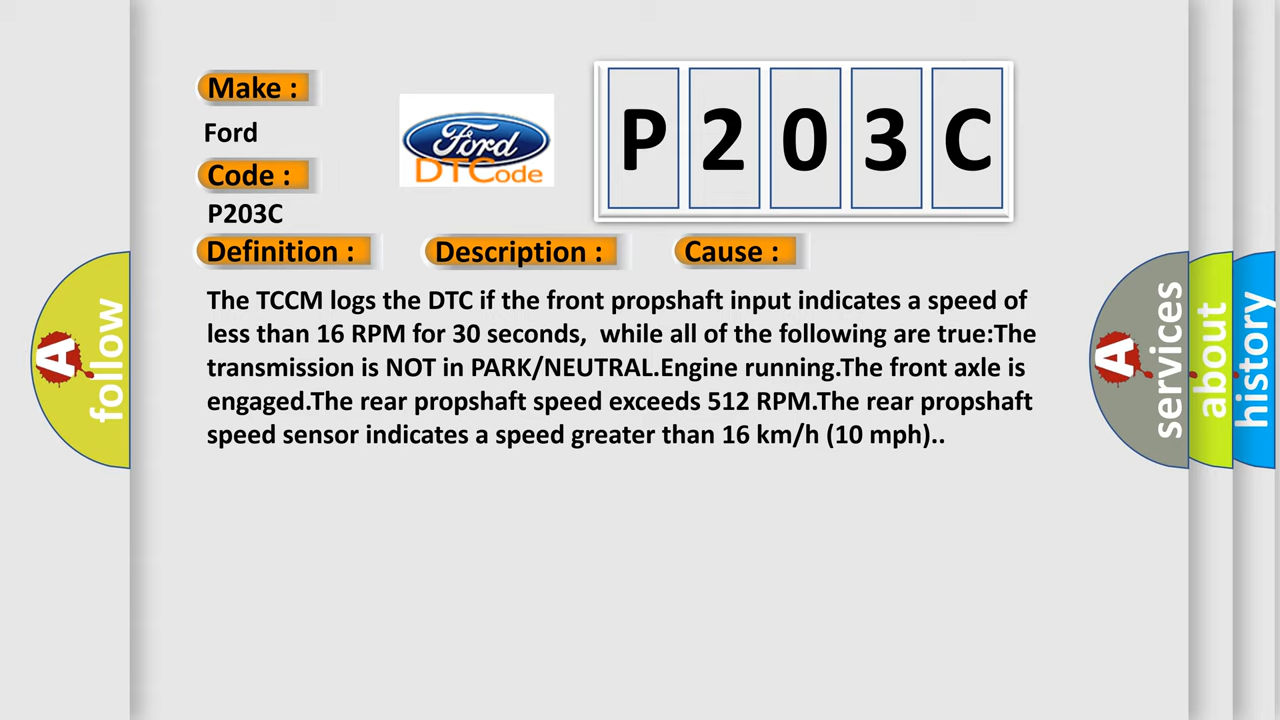 Make :
Ford
Code :
P203C
Ford
DTCode
P203C
Definition :
Description :
Cause :
The TCCM logs the DTC if the front propshaft input indicates a speed of
less than 16 RPM for 30 seconds,  while all of the following are true:The
transmission is NOT in PARK/NEUTRAL.Engine running.The front axle is
engaged.The rear propshaft speed exceeds 512 RPM.The rear propshaft
speed sensor indicates a speed greater than 16 km/h (10 mph)..
A follow
A services
about
history